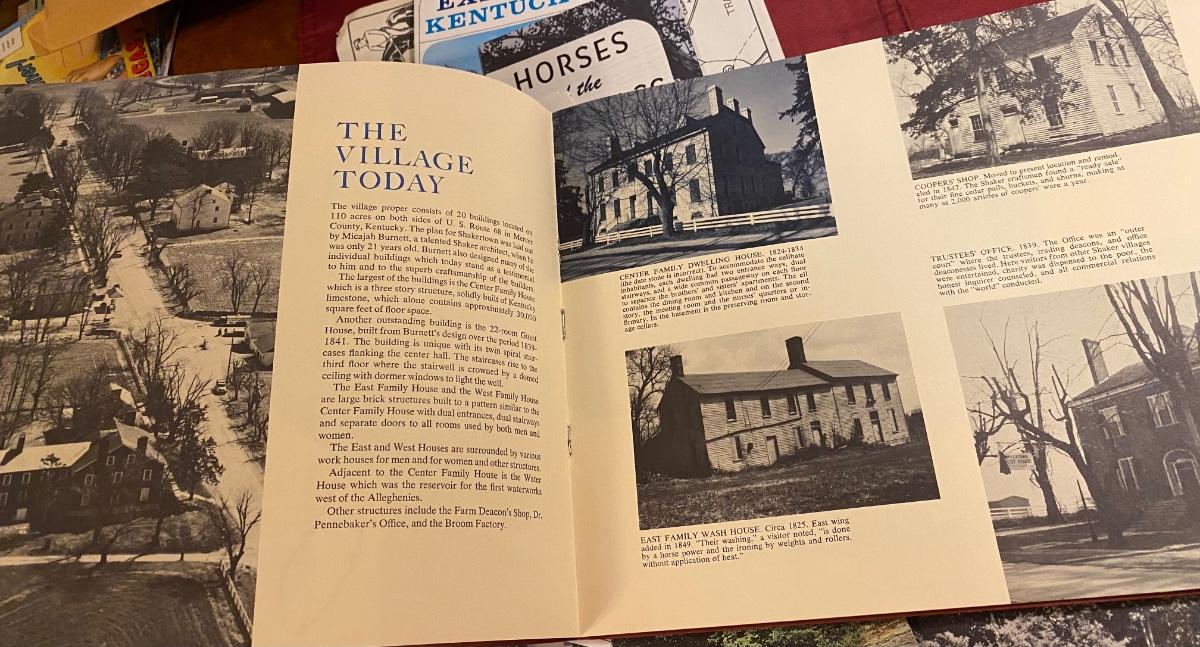 KENTUC
HORSES
the
THE
VILLAGE
TODAY
The village proper consists of 20 buildings located on
110 acres on both sides of U. S. Route 68 in Mercer
County, Kentucky. The plan for Shakertown was laid out
by Micajah Burnett, a talented Shaker architect, when he
was only 21 years old. Burnett also designed many of the
individual buildings which today stand as a testimonial
to him and to the superb craftsmanship of the builders.
The largest of the buildings is the Center Family House
which is a three story structure, solidly built of Kentucky
limestone, which alone contains approximately 30,000
square feet of floor space.
Another outstanding building is the 22-room Guest
House, built from Burnett's design over the period 1839-
1841. The building is unique with its twin spiral stair-
cases flanking the center hall. The staircases rise to the
third floor where the stairwell is crowned by a domed
ceiling with dormer windows to light the well.
The East Family House and the West Family House
are large brick structures built to a pattern similar to the
Center Family House with dual entrances, dual stairways
and separate doors to all rooms used by both men and
women.
The East and West Houses are surrounded by various
work houses for men and for women and other structures.
Adjacent to the Center Family House is the Water
House which was the reservoir for the first waterworks
west of the Alleghenies.
Other structures include the Farm Deacon's Shop, Dr.
Pennebaker's Office, and the Broom Factory.
CENTER FAMILY DWELLING HOUSE. 1824-1834
(the date stone is incorrect). To accommodate the celibate
inhabitants, each dwelling had two entrance ways, dual
stairways, and a wide common passageway on each floor
to separate the brothers' and sisters' apartments. The ell
contains the dining room and kitchen and on the second
story, the meeting room and the nurses' quarters or in-
firmary. In the basement is the preserving room and stor-
age cellars.
EAST FAMILY WASH HOUSE. Circa 1825. East wing
added in 1849. "Their washing," a visitor noted, "is done
by a horse power and the ironing by weights and rollers,
without application of heat."
COOPERS' SHOP. Moved to present location and remod-
eled in 1847. The Shaker craftsmen found a "ready sale"
for their fine cedar pails, buckets, and churns, making as
many as 2,000 articles of coopers' ware a year.
TRUSTEES' OFFICE, 1839. The Office was an "outer
court" where the trustees, trading deacons, and office
deaconesses lived. Here visitors from other Shaker villages
were entertained, charity was dispensed to the poor, the
honest inquirer counseled, and all commercial relations
with the "world" conducted.